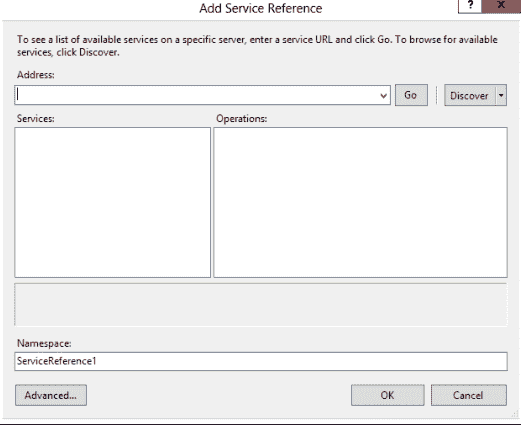 Add Service Reference
? x
To see a list of available services on a specific server, enter a service URL and click Go. To browse for available
services, click Discover.
Address:
Go Discover
Services: Operations:
Namespace:
ServiceReference1
Advanced... OK Cancel